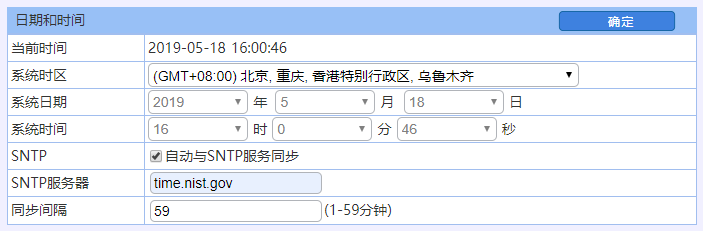 日期和时间 确定
当前时间 2019-05-18 16:00:46
系统时区 (GMT+08:00) 北京, 重庆, 香港特别行政区, 乌鲁木齐
系统日期 2019 年 5 月 18 日
系统时间 16 时 0 分 46 秒
SNTP 自动与SNTP服务同步
SNTP服务器 time.nist.gov
同步间隔 59 (1-59分钟)